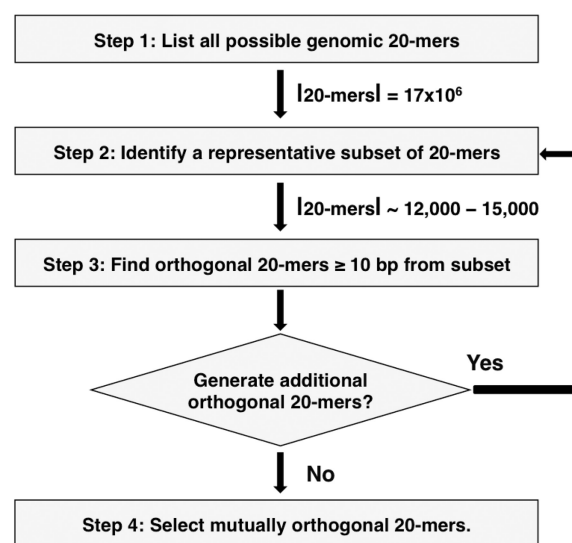 Step 1: List all possible genomic 20-mers
|20-mers| = 17x10⁶
Step 2: Identify a representative subset of 20-mers
|20-mers| ~ 12,000 – 15,000
Step 3: Find orthogonal 20-mers ≥ 10 bp from subset
Yes
Generate additional
orthogonal 20-mers?
No
Step 4: Select mutually orthogonal 20-mers.